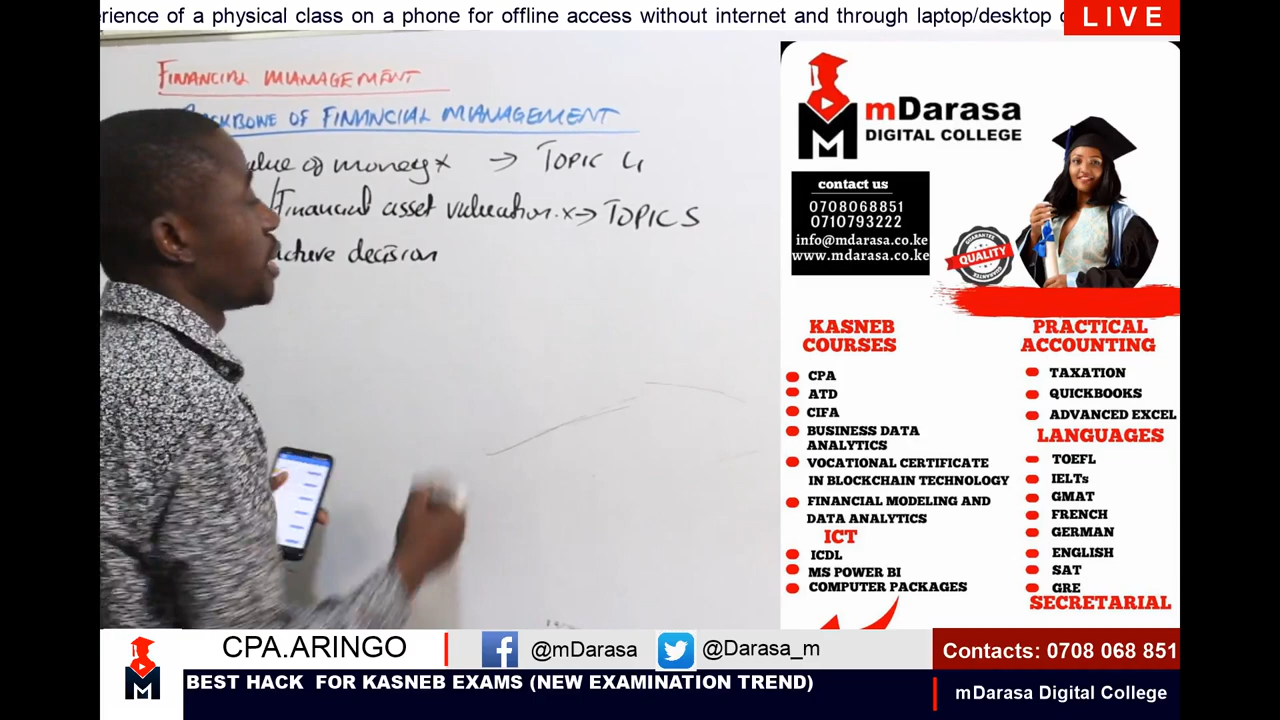 erience of a physical class on a phone for offline access without internet and through laptop/desktop
LIVE
FINANCIAL MANAGEMENT
BACKBONE OF FINANCIAL MANAGEMENT
of money x → TOPIC 4
Financial asset valuation. x → TOPIC 5
decision
mDarasa
DIGITAL COLLEGE
contact us
0708068851
0710793222
info@mdarasa.co.ke
www.mdarasa.co.ke
GUARANTEE
QUALITY
GUARANTEE
KASNEB
COURSES
CPA
ATD
CIFA
BUSINESS DATA
ANALYTICS
VOCATIONAL CERTIFICATE
IN BLOCKCHAIN TECHNOLOGY
FINANCIAL MODELING AND
DATA ANALYTICS
ICT
ICDL
MS POWER BI
COMPUTER PACKAGES
PRACTICAL
ACCOUNTING
TAXATION
QUICKBOOKS
ADVANCED EXCEL
LANGUAGES
TOEFL
IELTs
GMAT
FRENCH
GERMAN
ENGLISH
SAT
GRE
SECRETARIAL
CPA.ARINGO
@mDarasa
@Darasa_m
Contacts: 0708 068 851
BEST HACK FOR KASNEB EXAMS (NEW EXAMINATION TREND)
mDarasa Digital College